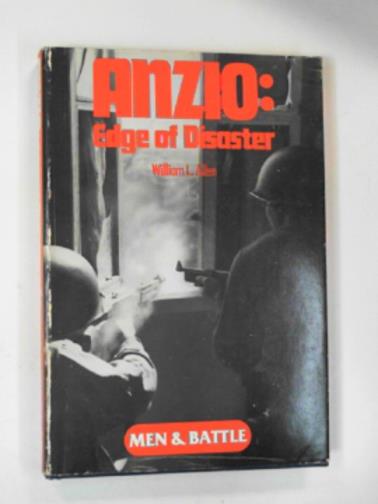 ANZIO:
Edge of Disaster
William L. Allen
MEN & BATTLE